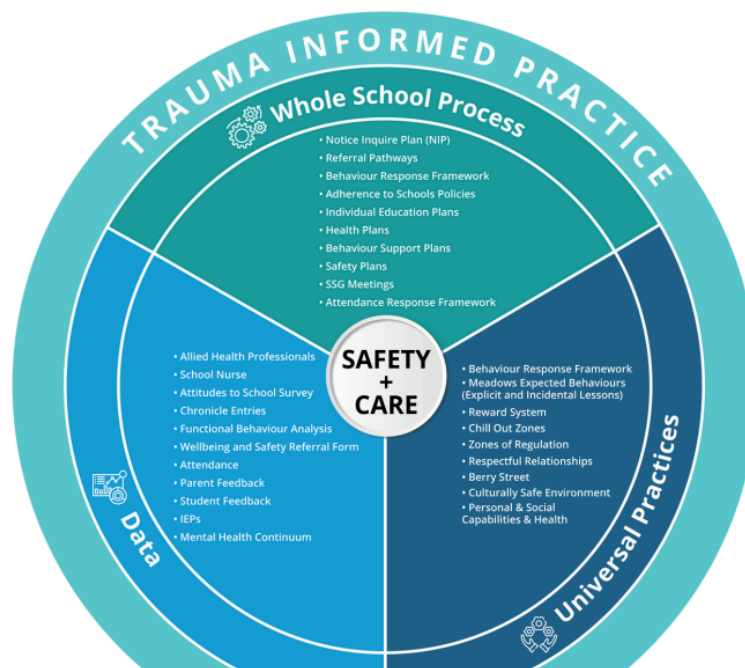 TRAUMA INFORMED PRACTICE
Whole School Process
• Notice Inquire Plan (NIP)
• Referral Pathways
• Behaviour Response Framework
• Adherence to Schools Policies
• Individual Education Plans
• Health Plans
• Behaviour Support Plans
• Safety Plans
• SSG Meetings
• Attendance Response Framework
SAFETY
+
CARE
• Allied Health Professionals
• School Nurse
• Attitudes to School Survey
• Chronicle Entries
• Functional Behaviour Analysis
• Wellbeing and Safety Referral Form
• Attendance
• Parent Feedback
• Student Feedback
• IEPs
• Mental Health Continuum
Data
• Behaviour Response Framework
• Meadows Expected Behaviours
(Explicit and Incidental Lessons)
• Reward System
• Chill Out Zones
• Zones of Regulation
• Respectful Relationships
• Berry Street
• Culturally Safe Environment
• Personal & Social
Capabilities & Health
Universal Practices